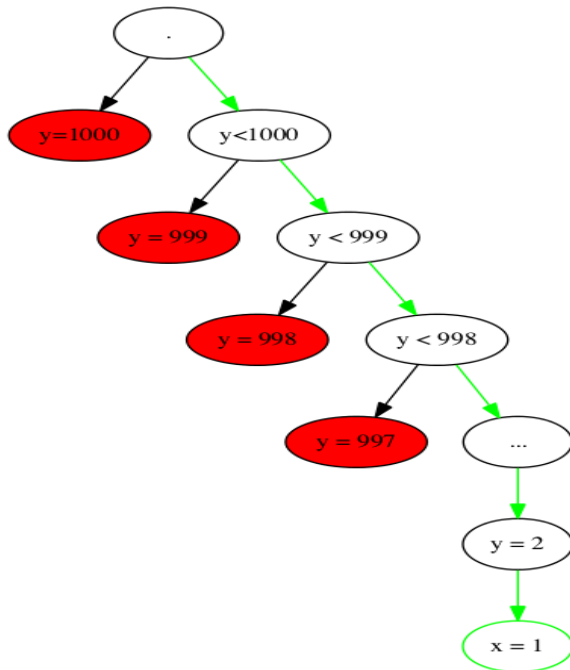 .
y=1000
y<1000
y = 999
y < 999
y = 998
y < 998
y = 997
...
y = 2
x = 1